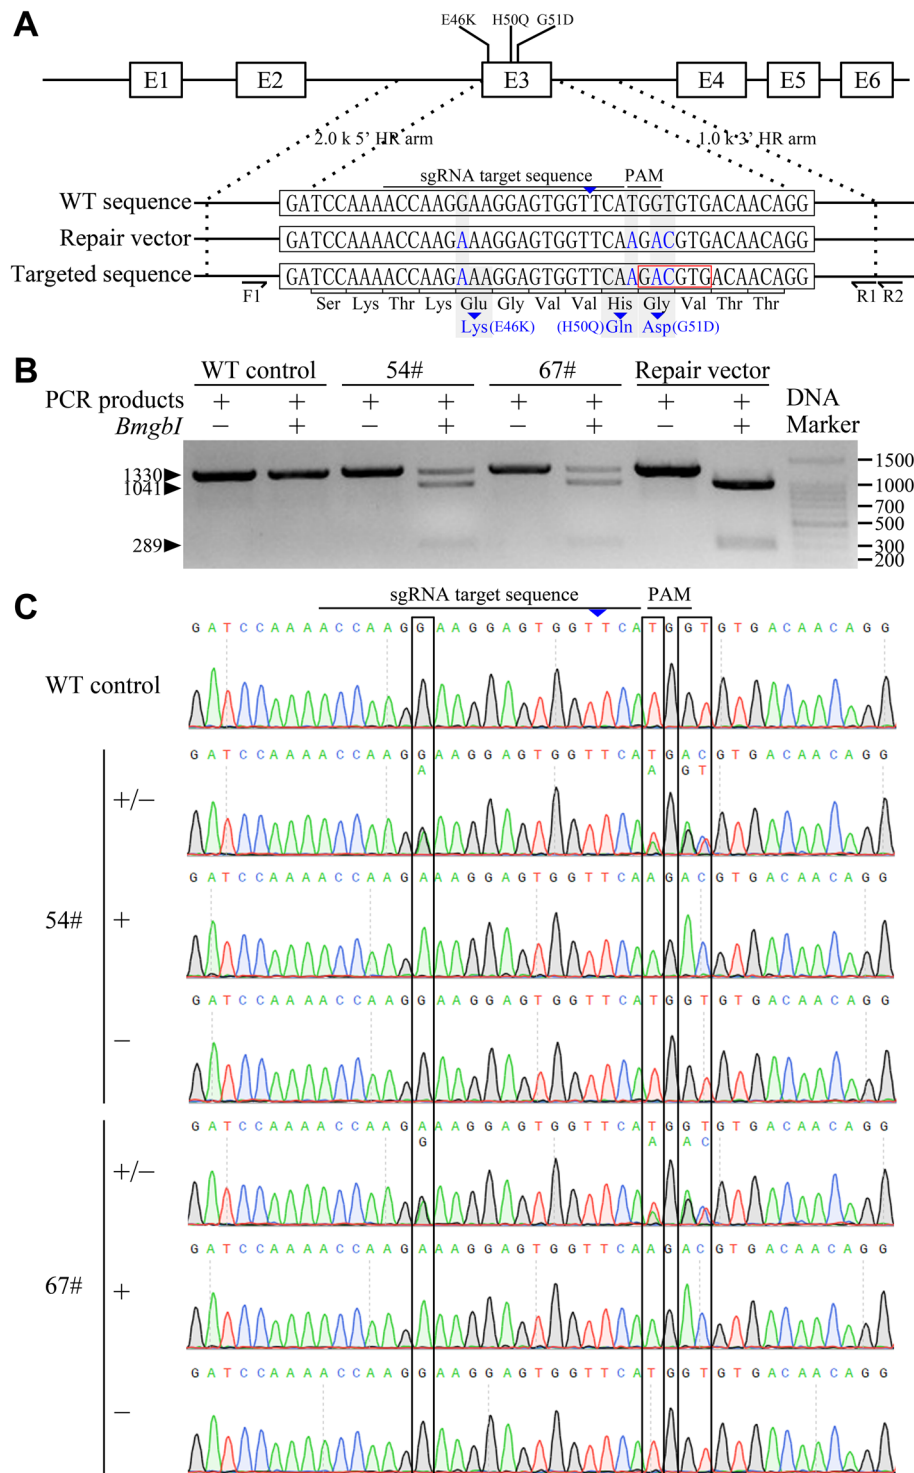 A
E46K H50Q G51D
E1 E2 E3 E4 E5 E6
2.0 k 5' HR arm 1.0 k 3' HR arm
sgRNA target sequence PAM
WT sequence GATCCAAAACCAAGGAAGGAGTGGTTCATGGTGTGACAACAGG
Repair vector GATCCAAAACCAAGAAAGGAGTGGTTCAAGACGTGACAACAGG
Targeted sequence GATCCAAAACCAAGAAAGGAGTGGTTCAAGACGTGACAACAGG
F1 R1 R2
Ser Lys Thr Lys Glu Gly Val Val His Gly Val Thr Thr
Lys (E46K) (H50Q) Gln Asp (G51D)
B
WT control 54# 67# Repair vector
PCR products + + + + + + + + DNA
BmgbI − + − + − + − + Marker
1330 1500
1041 1000
700
500
289 300
200
C
sgRNA target sequence PAM
GATCCAAAACCAAGGAAGGAGTGGTTCATGGTGTGACAACAGG
WT control
GATCCAAAACCAAGGAAGGAGTGGTTCATGACGTGACAACAGG
A A G T
+/−
GATCCAAAACCAAGAAAGGAGTGGTTCAAGACGTGACAACAGG
54# +
GATCCAAAACCAAGGAAGGAGTGGTTCATGGTGTGACAACAGG
−
GATCCAAAACCAAGAAAGGAGTGGTTCATGGTGTGACAACAGG
G A A C
+/−
GATCCAAAACCAAGAAAGGAGTGGTTCAAGACGTGACAACAGG
67# +
GATCCAAAACCAAGGAAGGAGTGGTTCATGGTGTGACAACAGG
−